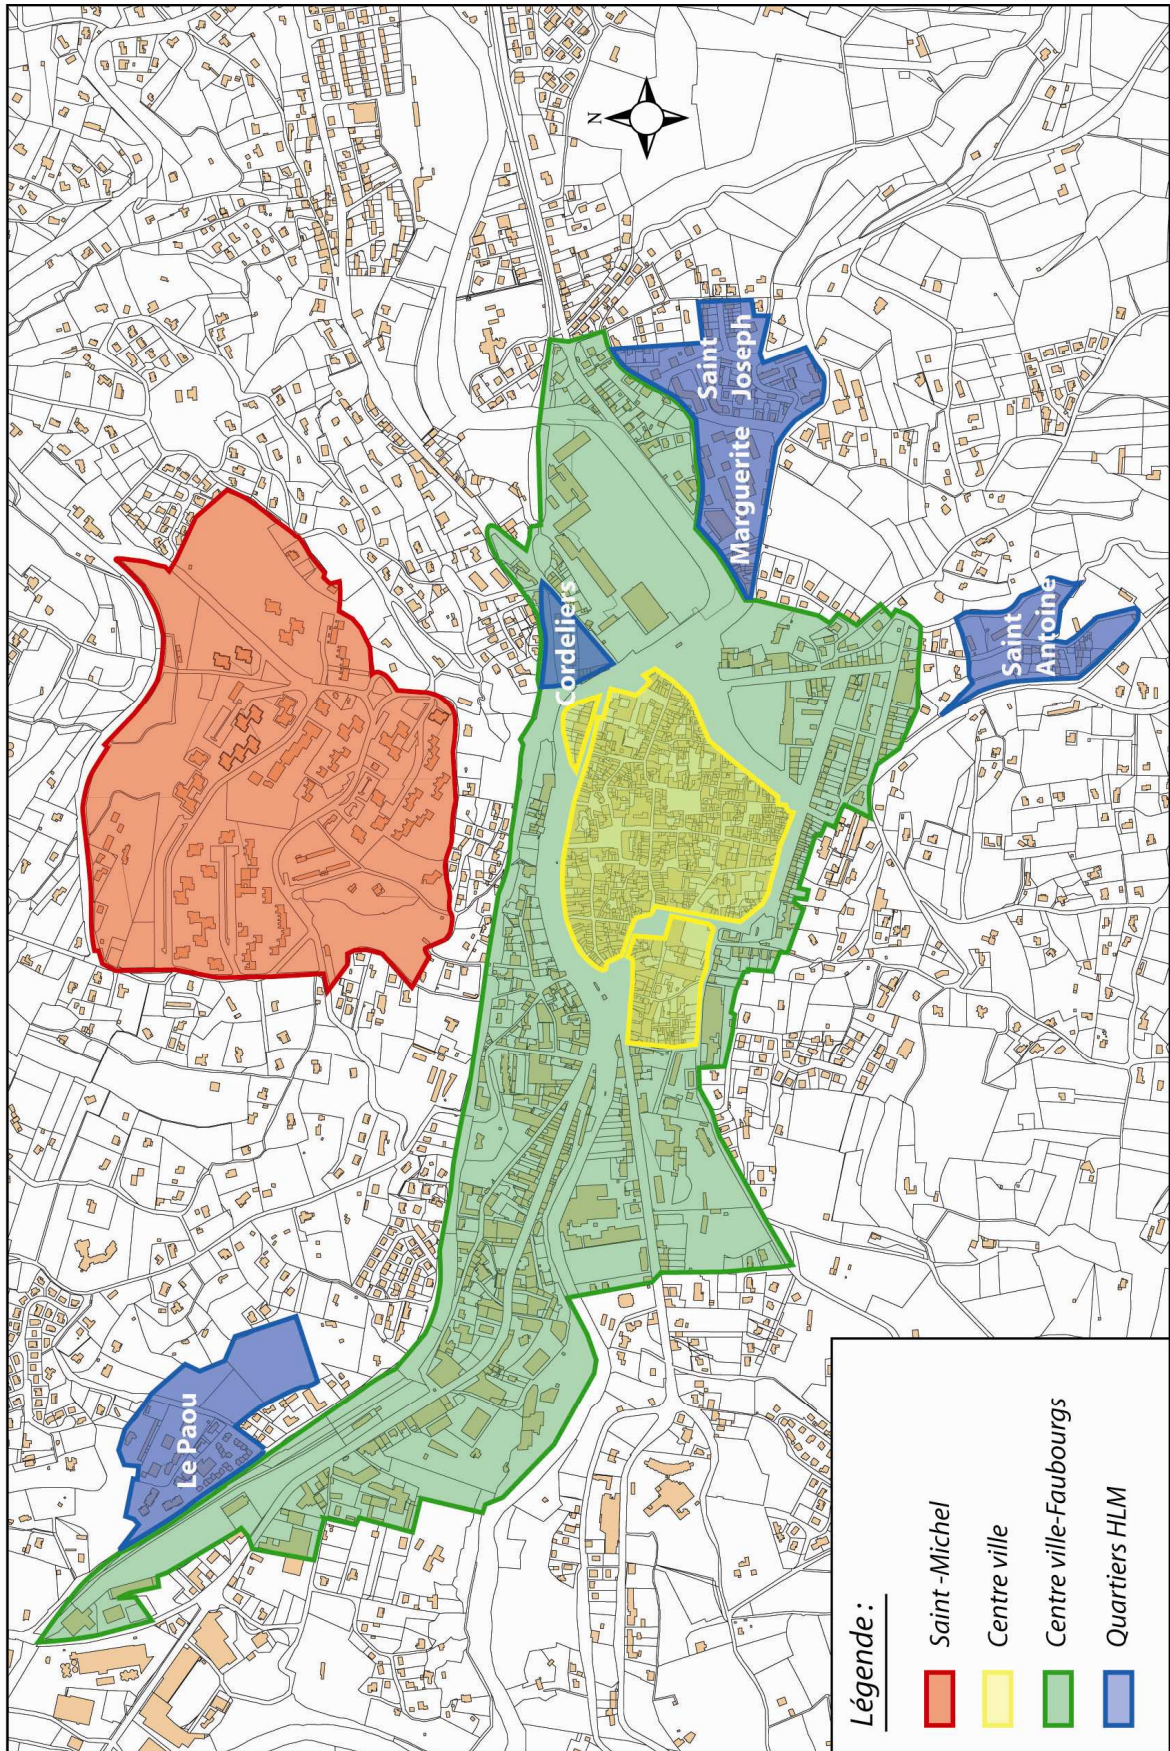 N
Le Paou
Cordeliers
Saint
Joseph
Marguerite
Saint
Antoine
Légende :
Saint -Michel
Centre ville
Centre ville-Faubourgs
Quartiers HLM